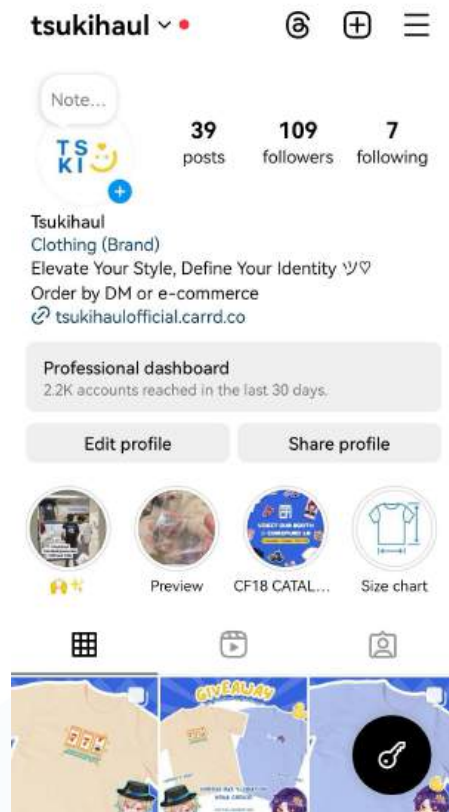 tsukihaul
Note...
TS
KI
39
posts
109
followers
7
following
Tsukihaul
Clothing (Brand)
Elevate Your Style, Define Your Identity ツ♡
Order by DM or e-commerce
tsukihaulofficial.carrd.co
Professional dashboard
2.2K accounts reached in the last 30 days.
Edit profile
Share profile
Preview
CF18 CATAL...
Size chart
GIVEAWAY